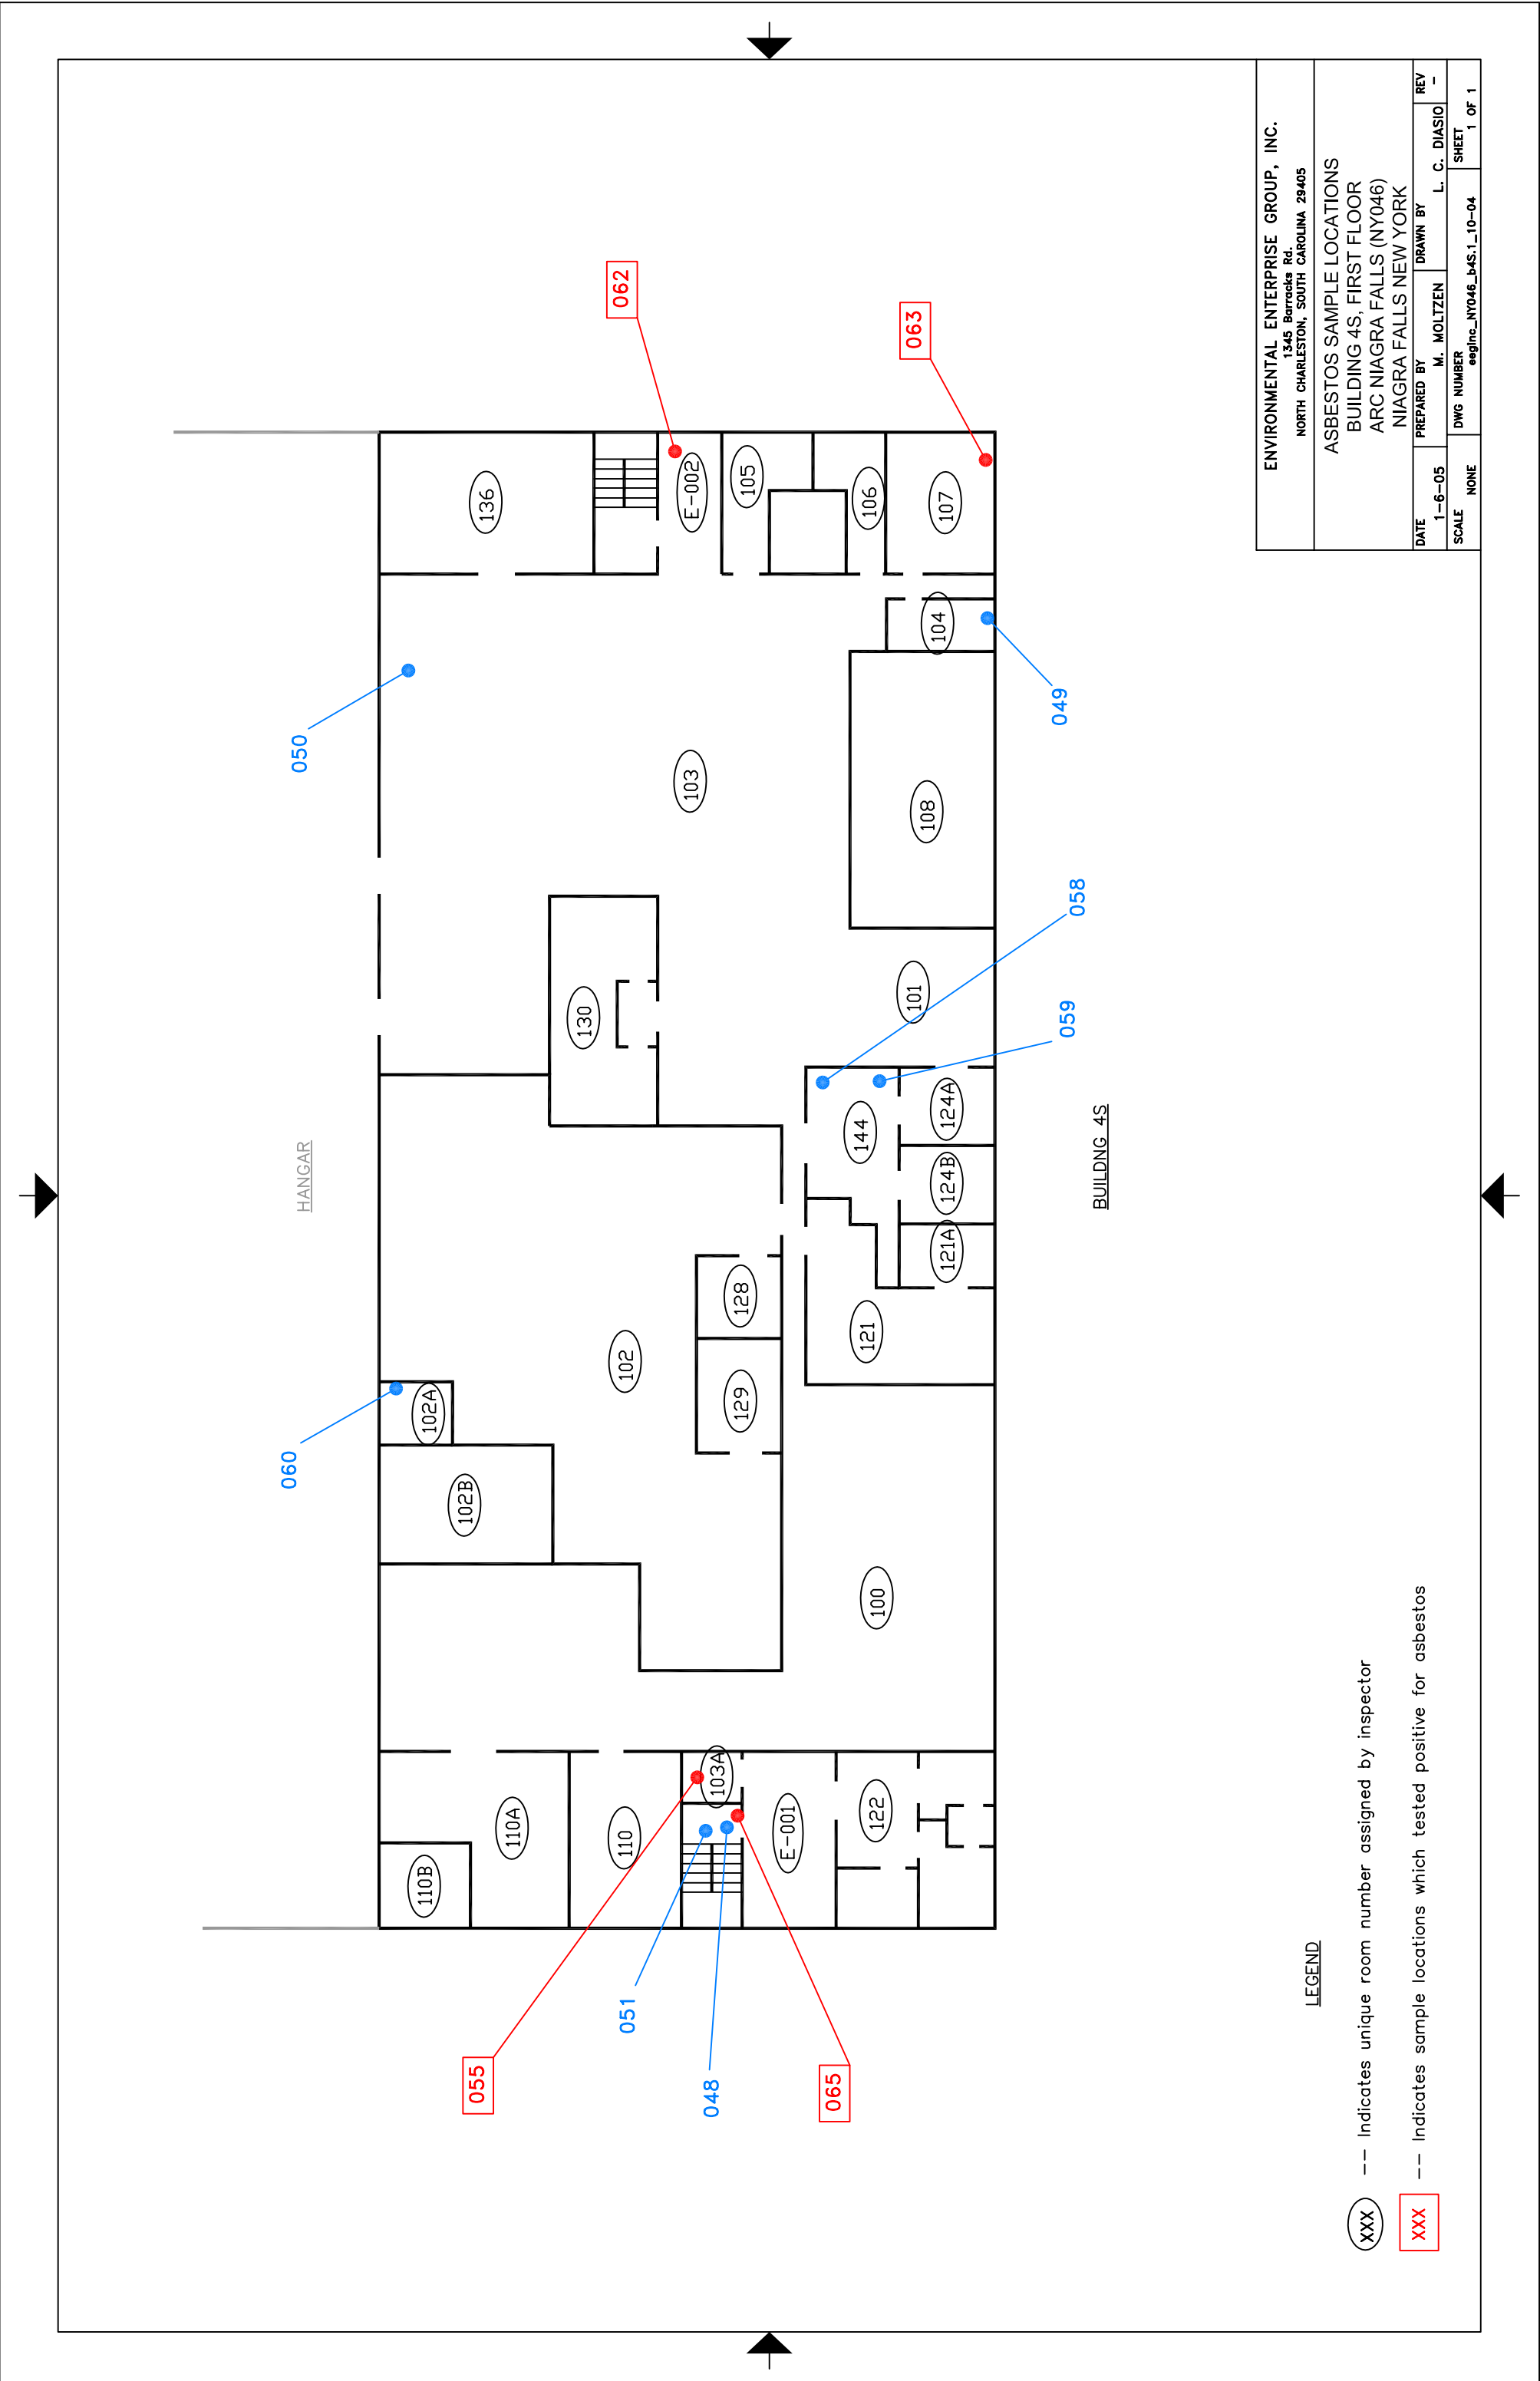 HANGAR
050
060
136
E-002
105
106
107
104
062
063
049
103
108
130
101
058
059
144
124A
124B
121A
121
128
129
102
102A
102B
100
BUILDNG 4S
110A
110B
110
103A
E-001
122
055
051
048
065
LEGEND
XXX -- Indicates unique room number assigned by inspector
XXX -- Indicates sample locations which tested positive for asbestos
ENVIRONMENTAL ENTERPRISE GROUP, INC.
1345 Barracks Rd.
NORTH CHARLESTON, SOUTH CAROLINA 29405
ASBESTOS SAMPLE LOCATIONS
BUILDING 4S, FIRST FLOOR
ARC NIAGRA FALLS (NY046)
NIAGRA FALLS NEW YORK
DATE PREPARED BY DRAWN BY REV
1-6-05 M. MOLTZEN L. C. DIASIO -
SCALE DWG NUMBER SHEET
NONE eeginc_NY046_b4S.1_10-04 1 OF 1